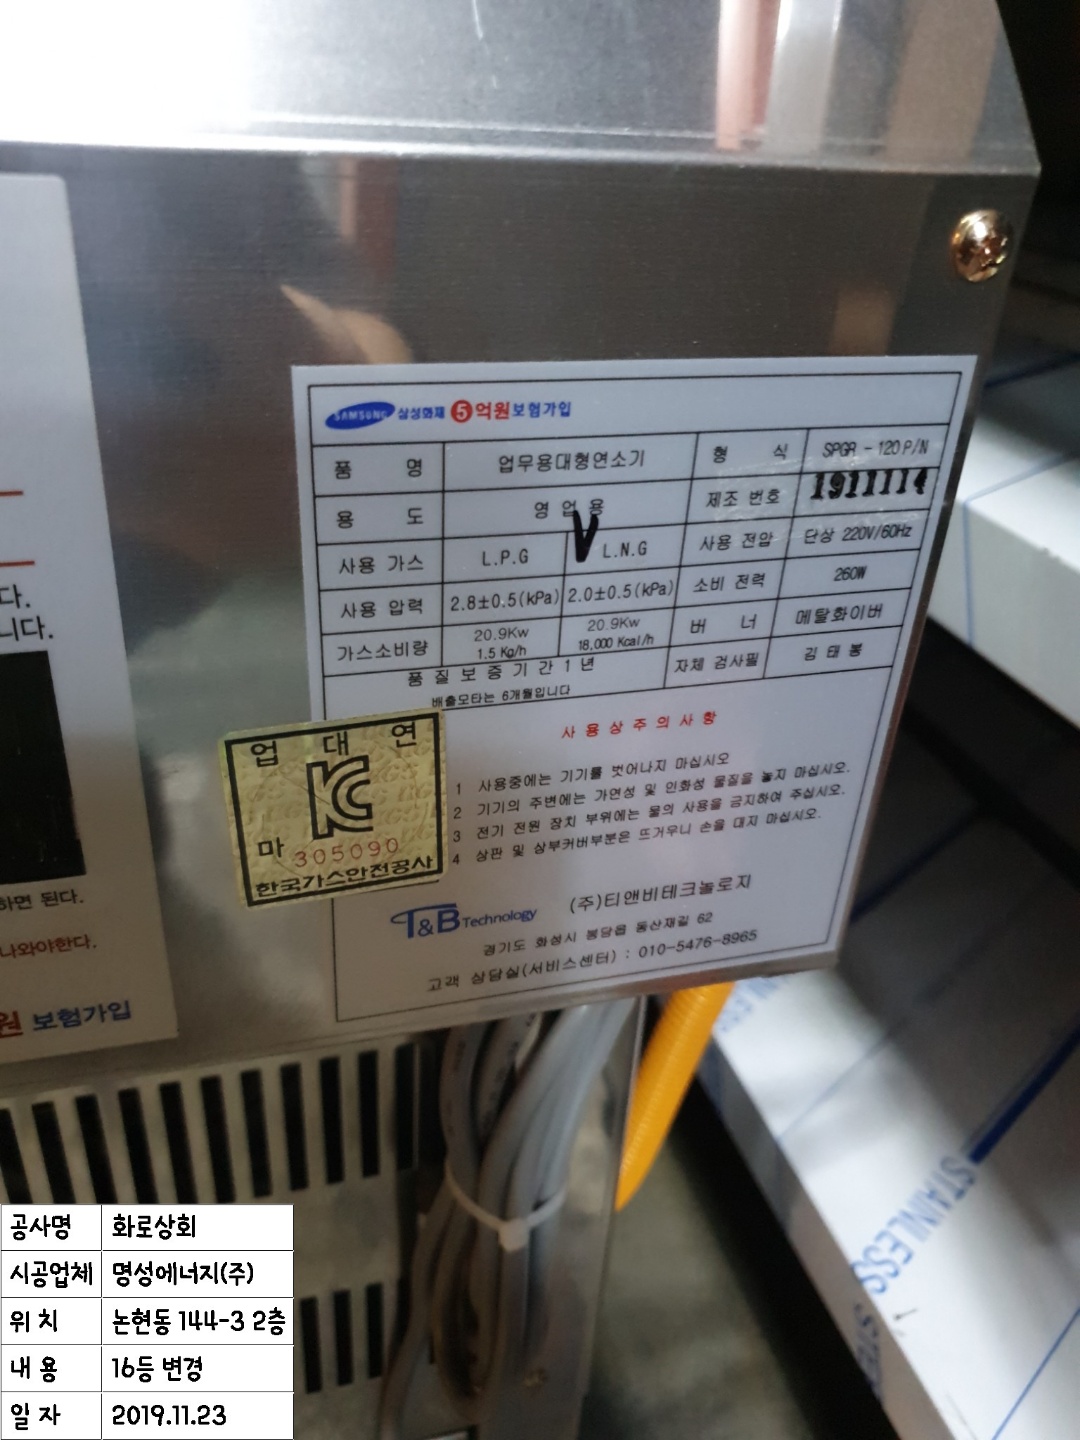 다.
니다.
하면 된다.
나와야한다.
원 보험가입
SAMSUNG 삼성화재 5억원보험가입
품 명 업무용대형연소기 형 식 SPGR - 120 P/N
용 도 영 업 용 제조 번호 1911114
사용 가스 L.P.G V L.N.G 사용 전압 단상 220V/60Hz
사용 압력 2.8±0.5(kPa) 2.0±0.5(kPa) 소비 전력 260W
가스소비량 20.9Kw 1.5 Kg/h 20.9Kw 18,000 Kcal/h 버 너 메탈화이버
품 질 보 증 기 간 1 년 자체 검사필 김 태 봉
배출모타는 6개월입니다
사 용 상 주 의 사 항
1 사용중에는 기기를 벗어나지 마십시오
2 기기의 주변에는 가연성 및 인화성 물질을 놓지 마십시오.
3 전기 전원 장치 부위에는 물의 사용을 금지하여 주십시오.
4 상판 및 상부커버부분은 뜨거우니 손을 대지 마십시오.
업 대 연
KC
마 305090
한국가스안전공사
T&B Technology (주)티앤비테크놀로지
경기도 화성시 봉담읍 동산재길 62
고객 상담실(서비스센터) : 010-5476-8965
STAINLESS
공사명 화로상회
시공업체 명성에너지(주)
위 치 논현동 144-3 2층
내 용 16등 변경
일 자 2019.11.23